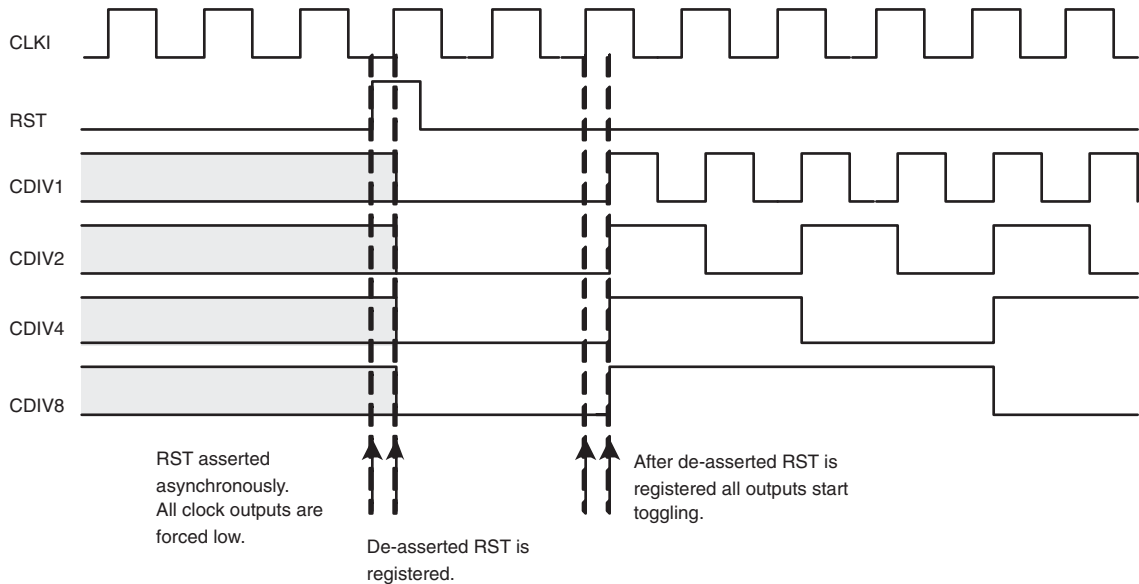 CLKI
RST
CDIV1
CDIV2
CDIV4
CDIV8
RST asserted
asynchronously.
All clock outputs are
forced low.
De-asserted RST is
registered.
After de-asserted RST is
registered all outputs start
toggling.